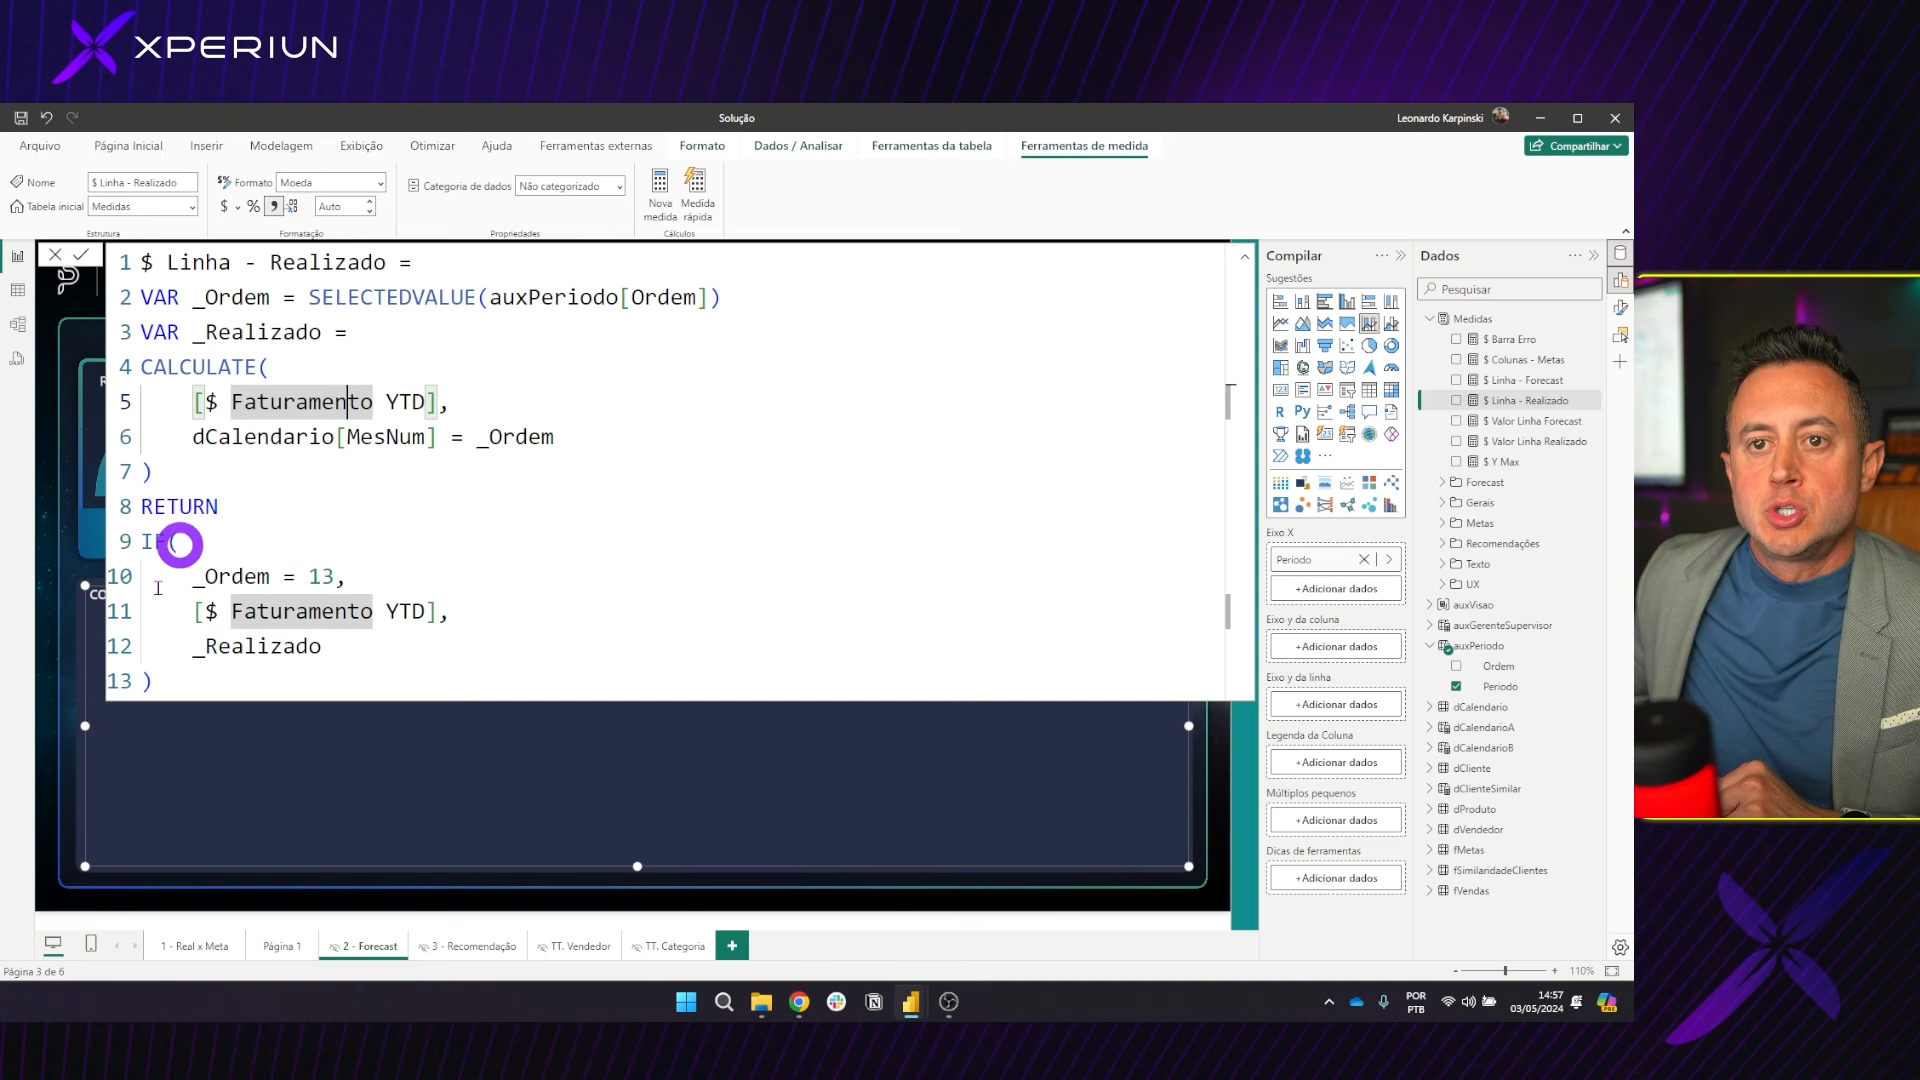 XPERIUN
Solução
Leonardo Karpinski
Arquivo
Página Inicial
Inserir
Modelagem
Exibição
Otimizar
Ajuda
Ferramentas externas
Formato
Dados / Analisar
Ferramentas da tabela
Ferramentas de medida
Compartilhar
Nome
$ Linha - Realizado
Tabela inicial
Medidas
Estrutura
$% Formato
Moeda
$
%
Auto
Formatação
Categoria de dados
Não categorizado
Propriedades
Nova medida
Medida rápida
Cálculos
1 $ Linha - Realizado =
2 VAR _Ordem = SELECTEDVALUE(auxPeriodo[Ordem])
3 VAR _Realizado =
4 CALCULATE(
5 [$ Faturamento YTD],
6 dCalendario[MesNum] = _Ordem
7 )
8 RETURN
9 IF(
10 _Ordem = 13,
11 [$ Faturamento YTD],
12 _Realizado
13 )
Compilar
Sugestões
R
Py
Eixo X
Periodo
+Adicionar dados
Eixo y da coluna
+Adicionar dados
Eixo y da linha
+Adicionar dados
Legenda da Coluna
+Adicionar dados
Múltiplos pequenos
+Adicionar dados
Dicas de ferramentas
+Adicionar dados
Dados
Pesquisar
Medidas
$ Barra Erro
$ Colunas - Metas
$ Linha - Forecast
$ Linha - Realizado
$ Valor Linha Forecast
$ Valor Linha Realizado
$ Y Max
Forecast
Gerais
Metas
Recomendações
Texto
UX
auxVisao
auxGerenteSupervisor
auxPeriodo
Ordem
Periodo
dCalendario
dCalendarioA
dCalendarioB
dCliente
dClienteSimilar
dProduto
dVendedor
fMetas
fSimilaridadeClientes
fVendas
1 - Real x Meta
Página 1
2 - Forecast
3 - Recomendação
TT. Vendedor
TT. Categoria
Página 3 de 6
110%
POR
PTB
14:57
03/05/2024